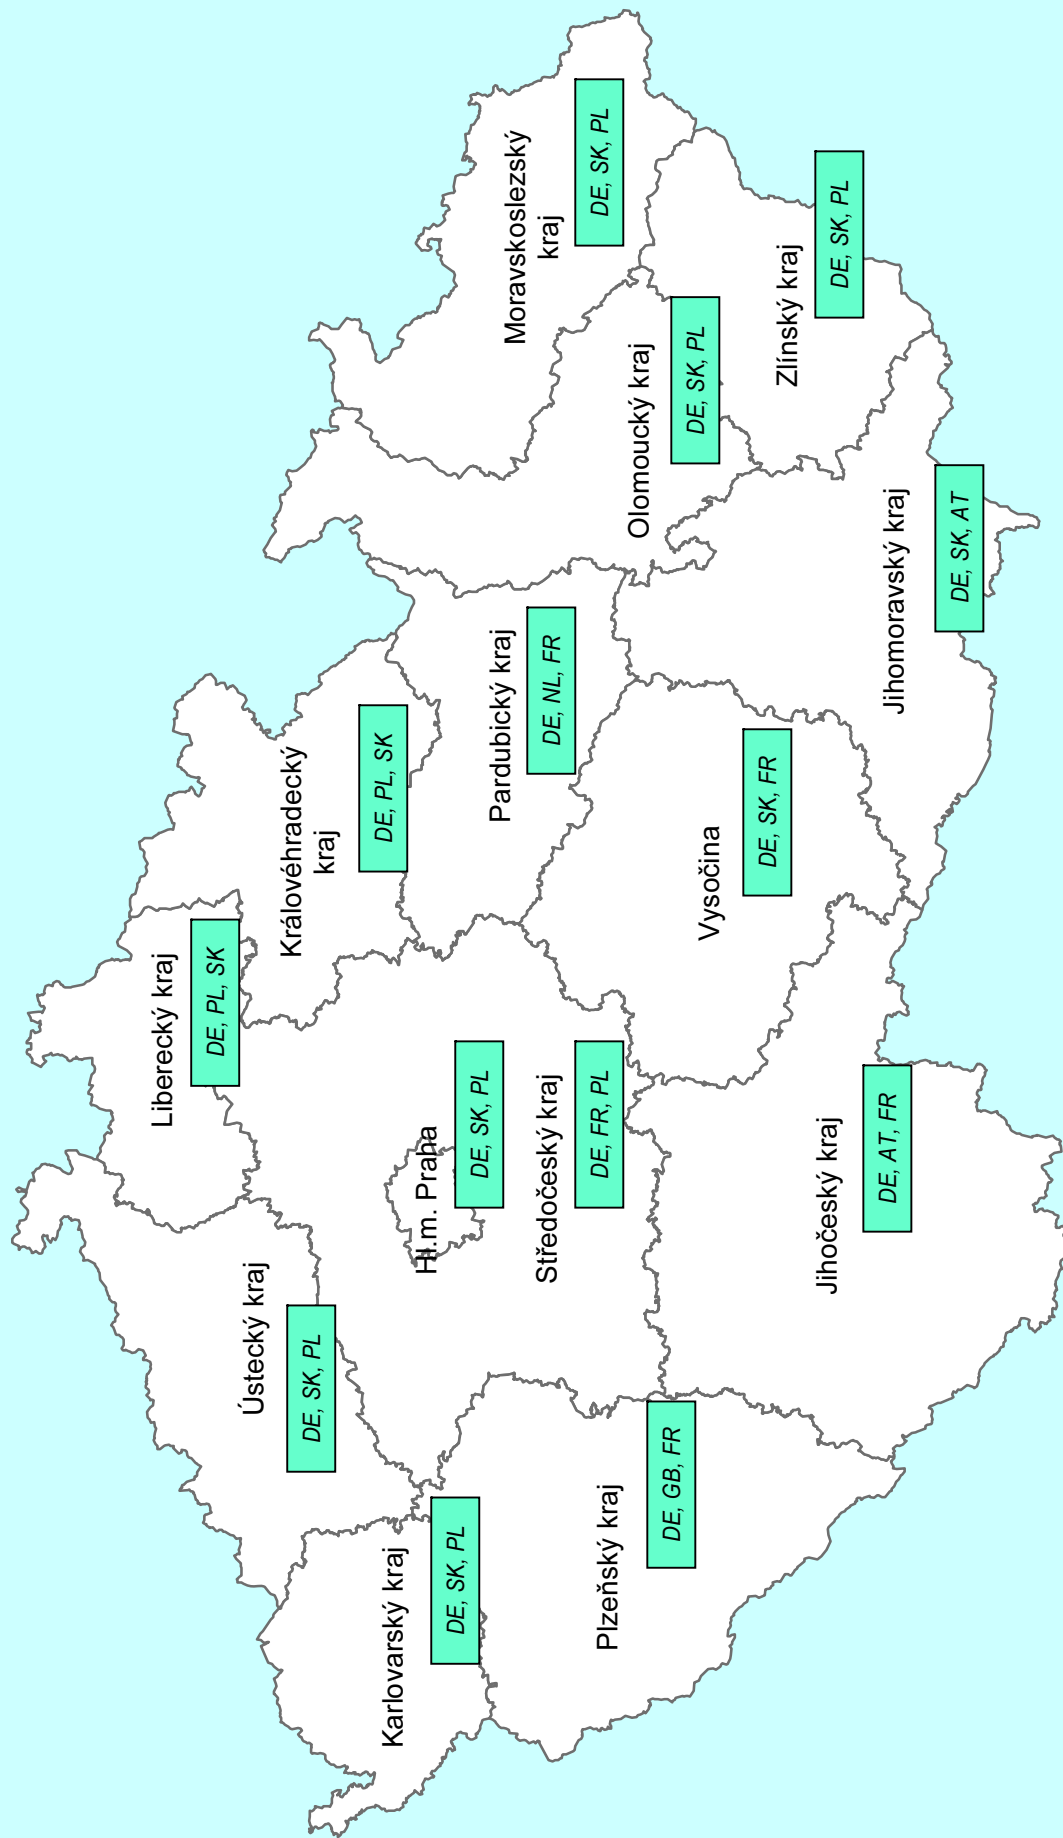 Liberecký kraj
DE, PL, SK
Ústecký kraj
DE, SK, PL
Královéhradecký
kraj
DE, PL, SK
Karlovarský kraj
DE, SK, PL
Hl.m. Praha
DE, SK, PL
Středočeský kraj
DE, FR, PL
Pardubický kraj
DE, NL, FR
Moravskoslezský
kraj
DE, SK, PL
Plzeňský kraj
DE, GB, FR
Olomoucký kraj
DE, SK, PL
Vysočina
DE, SK, FR
Zlínský kraj
DE, SK, PL
Jihočeský kraj
DE, AT, FR
Jihomoravský kraj
DE, SK, AT